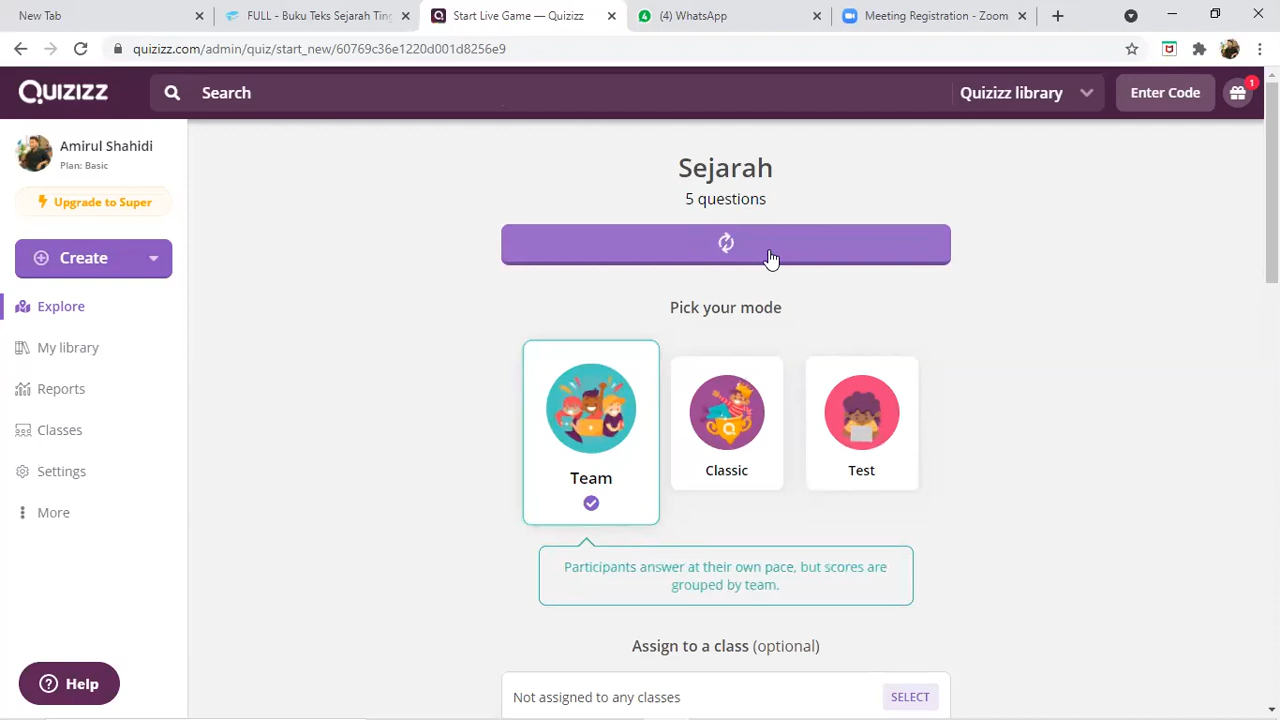 New Tab
FULL - Buku Teks Sejarah Ting
Start Live Game — Quizizz
(4) WhatsApp
Meeting Registration - Zoom
quizizz.com/admin/quiz/start_new/60769c36e1220d001d8256e9
Quizizz
Search
Quizizz library
Enter Code
1
Amirul Shahidi
Plan: Basic
Upgrade to Super
Create
Explore
My library
Reports
Classes
Settings
More
Help
Sejarah
5 questions
Pick your mode
Team
Classic
Test
Participants answer at their own pace, but scores are
grouped by team.
Assign to a class (optional)
Not assigned to any classes
SELECT